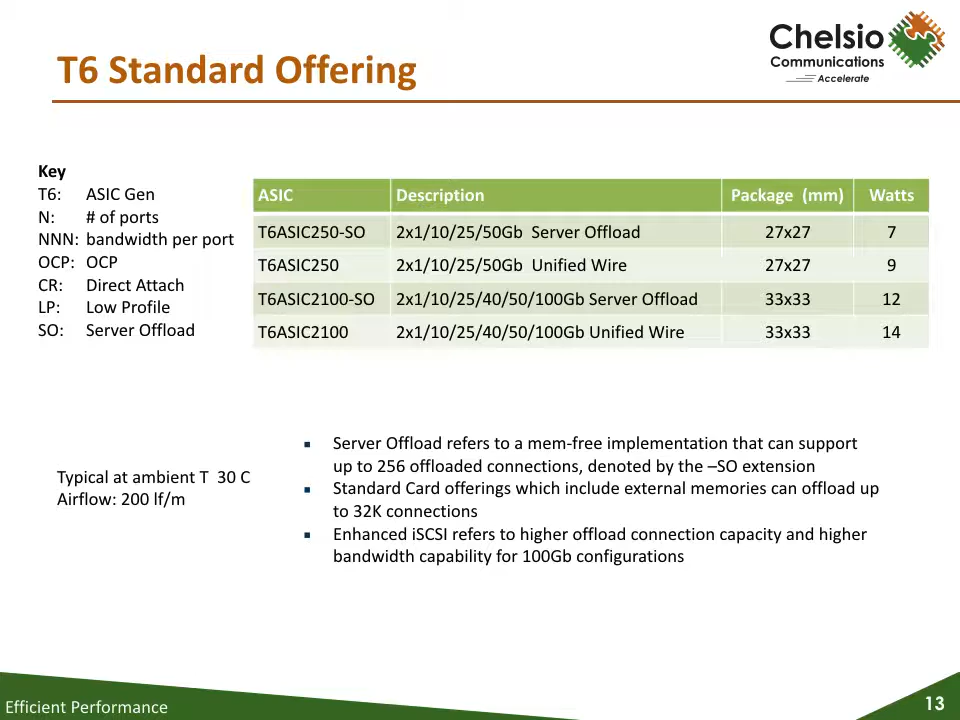 T6 Standard Offering
Chelsio
Communications
Accelerate
Key
T6: ASIC Gen
N: # of ports
NNN: bandwidth per port
OCP: OCP
CR: Direct Attach
LP: Low Profile
SO: Server Offload
ASIC Description Package (mm) Watts
T6ASIC250-SO 2x1/10/25/50Gb Server Offload 27x27 7
T6ASIC250 2x1/10/25/50Gb Unified Wire 27x27 9
T6ASIC2100-SO 2x1/10/25/40/50/100Gb Server Offload 33x33 12
T6ASIC2100 2x1/10/25/40/50/100Gb Unified Wire 33x33 14
Typical at ambient T 30 C
Airflow: 200 lf/m
▪ Server Offload refers to a mem-free implementation that can support
up to 256 offloaded connections, denoted by the –SO extension
▪ Standard Card offerings which include external memories can offload up
to 32K connections
▪ Enhanced iSCSI refers to higher offload connection capacity and higher
bandwidth capability for 100Gb configurations
Efficient Performance
13